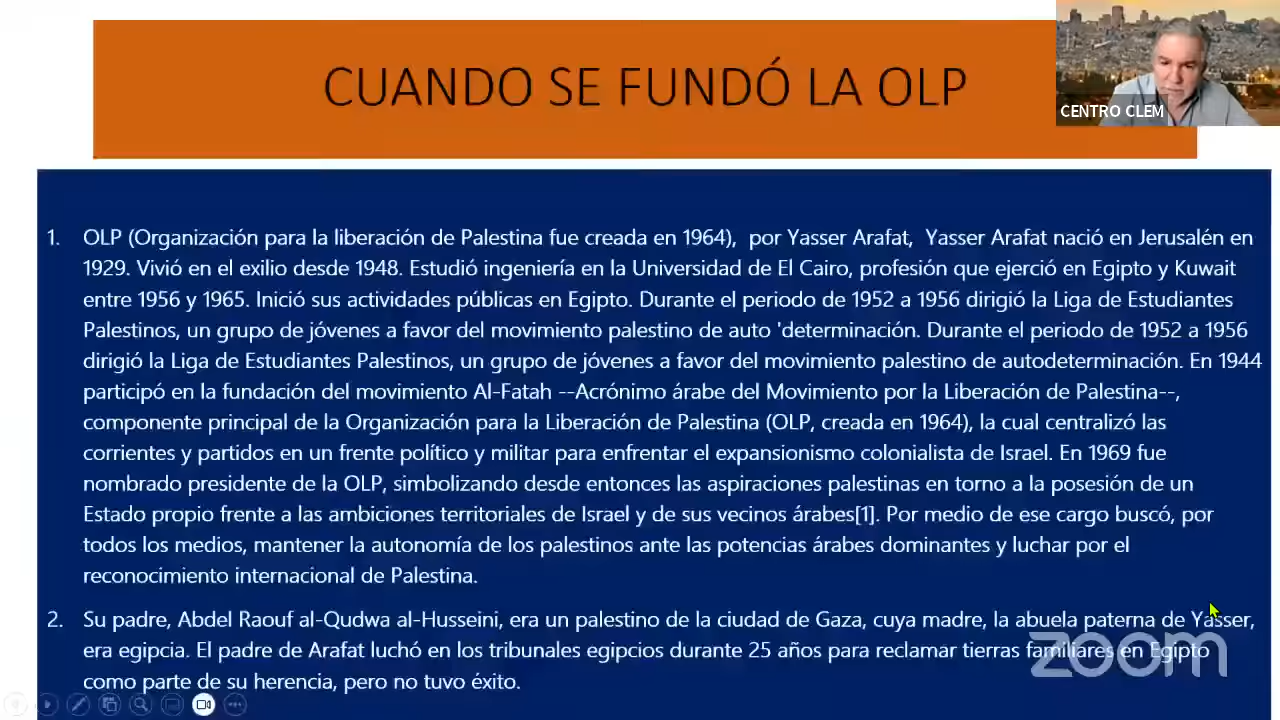 CUANDO SE FUNDÓ LA OLP
CENTRO CLEM
1. OLP (Organización para la liberación de Palestina fue creada en 1964), por Yasser Arafat, Yasser Arafat nació en Jerusalén en
1929. Vivió en el exilio desde 1948. Estudió ingeniería en la Universidad de El Cairo, profesión que ejerció en Egipto y Kuwait
entre 1956 y 1965. Inició sus actividades públicas en Egipto. Durante el periodo de 1952 a 1956 dirigió la Liga de Estudiantes
Palestinos, un grupo de jóvenes a favor del movimiento palestino de auto 'determinación. Durante el periodo de 1952 a 1956
dirigió la Liga de Estudiantes Palestinos, un grupo de jóvenes a favor del movimiento palestino de autodeterminación. En 1944
participó en la fundación del movimiento Al-Fatah --Acrónimo árabe del Movimiento por la Liberación de Palestina--,
componente principal de la Organización para la Liberación de Palestina (OLP, creada en 1964), la cual centralizó las
corrientes y partidos en un frente político y militar para enfrentar el expansionismo colonialista de Israel. En 1969 fue
nombrado presidente de la OLP, simbolizando desde entonces las aspiraciones palestinas en torno a la posesión de un
Estado propio frente a las ambiciones territoriales de Israel y de sus vecinos árabes[1]. Por medio de ese cargo buscó, por
todos los medios, mantener la autonomía de los palestinos ante las potencias árabes dominantes y luchar por el
reconocimiento internacional de Palestina.
2. Su padre, Abdel Raouf al-Qudwa al-Husseini, era un palestino de la ciudad de Gaza, cuya madre, la abuela paterna de Yasser,
era egipcia. El padre de Arafat luchó en los tribunales egipcios durante 25 años para reclamar tierras familiares en Egipto
como parte de su herencia, pero no tuvo éxito.
zoom